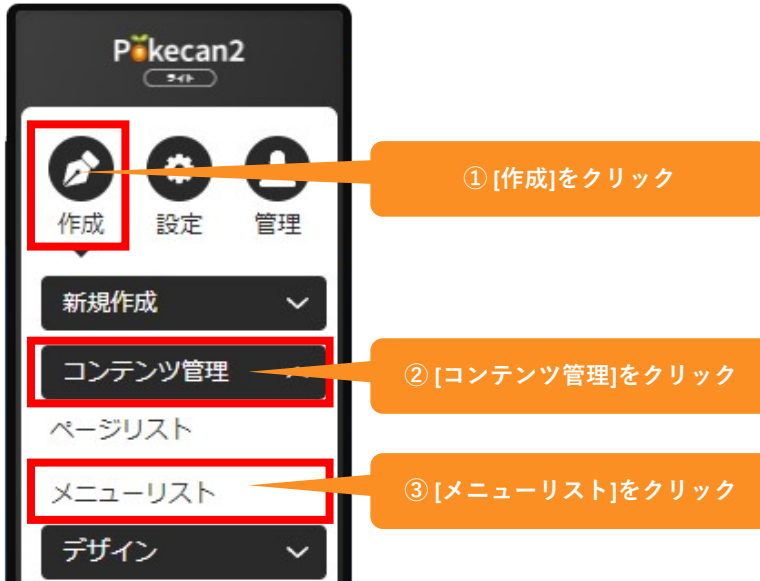 Pokecan2
ライト
作成
設定
管理
① [作成]をクリック
新規作成
コンテンツ管理
② [コンテンツ管理]をクリック
ページリスト
メニューリスト
③ [メニューリスト]をクリック
デザイン